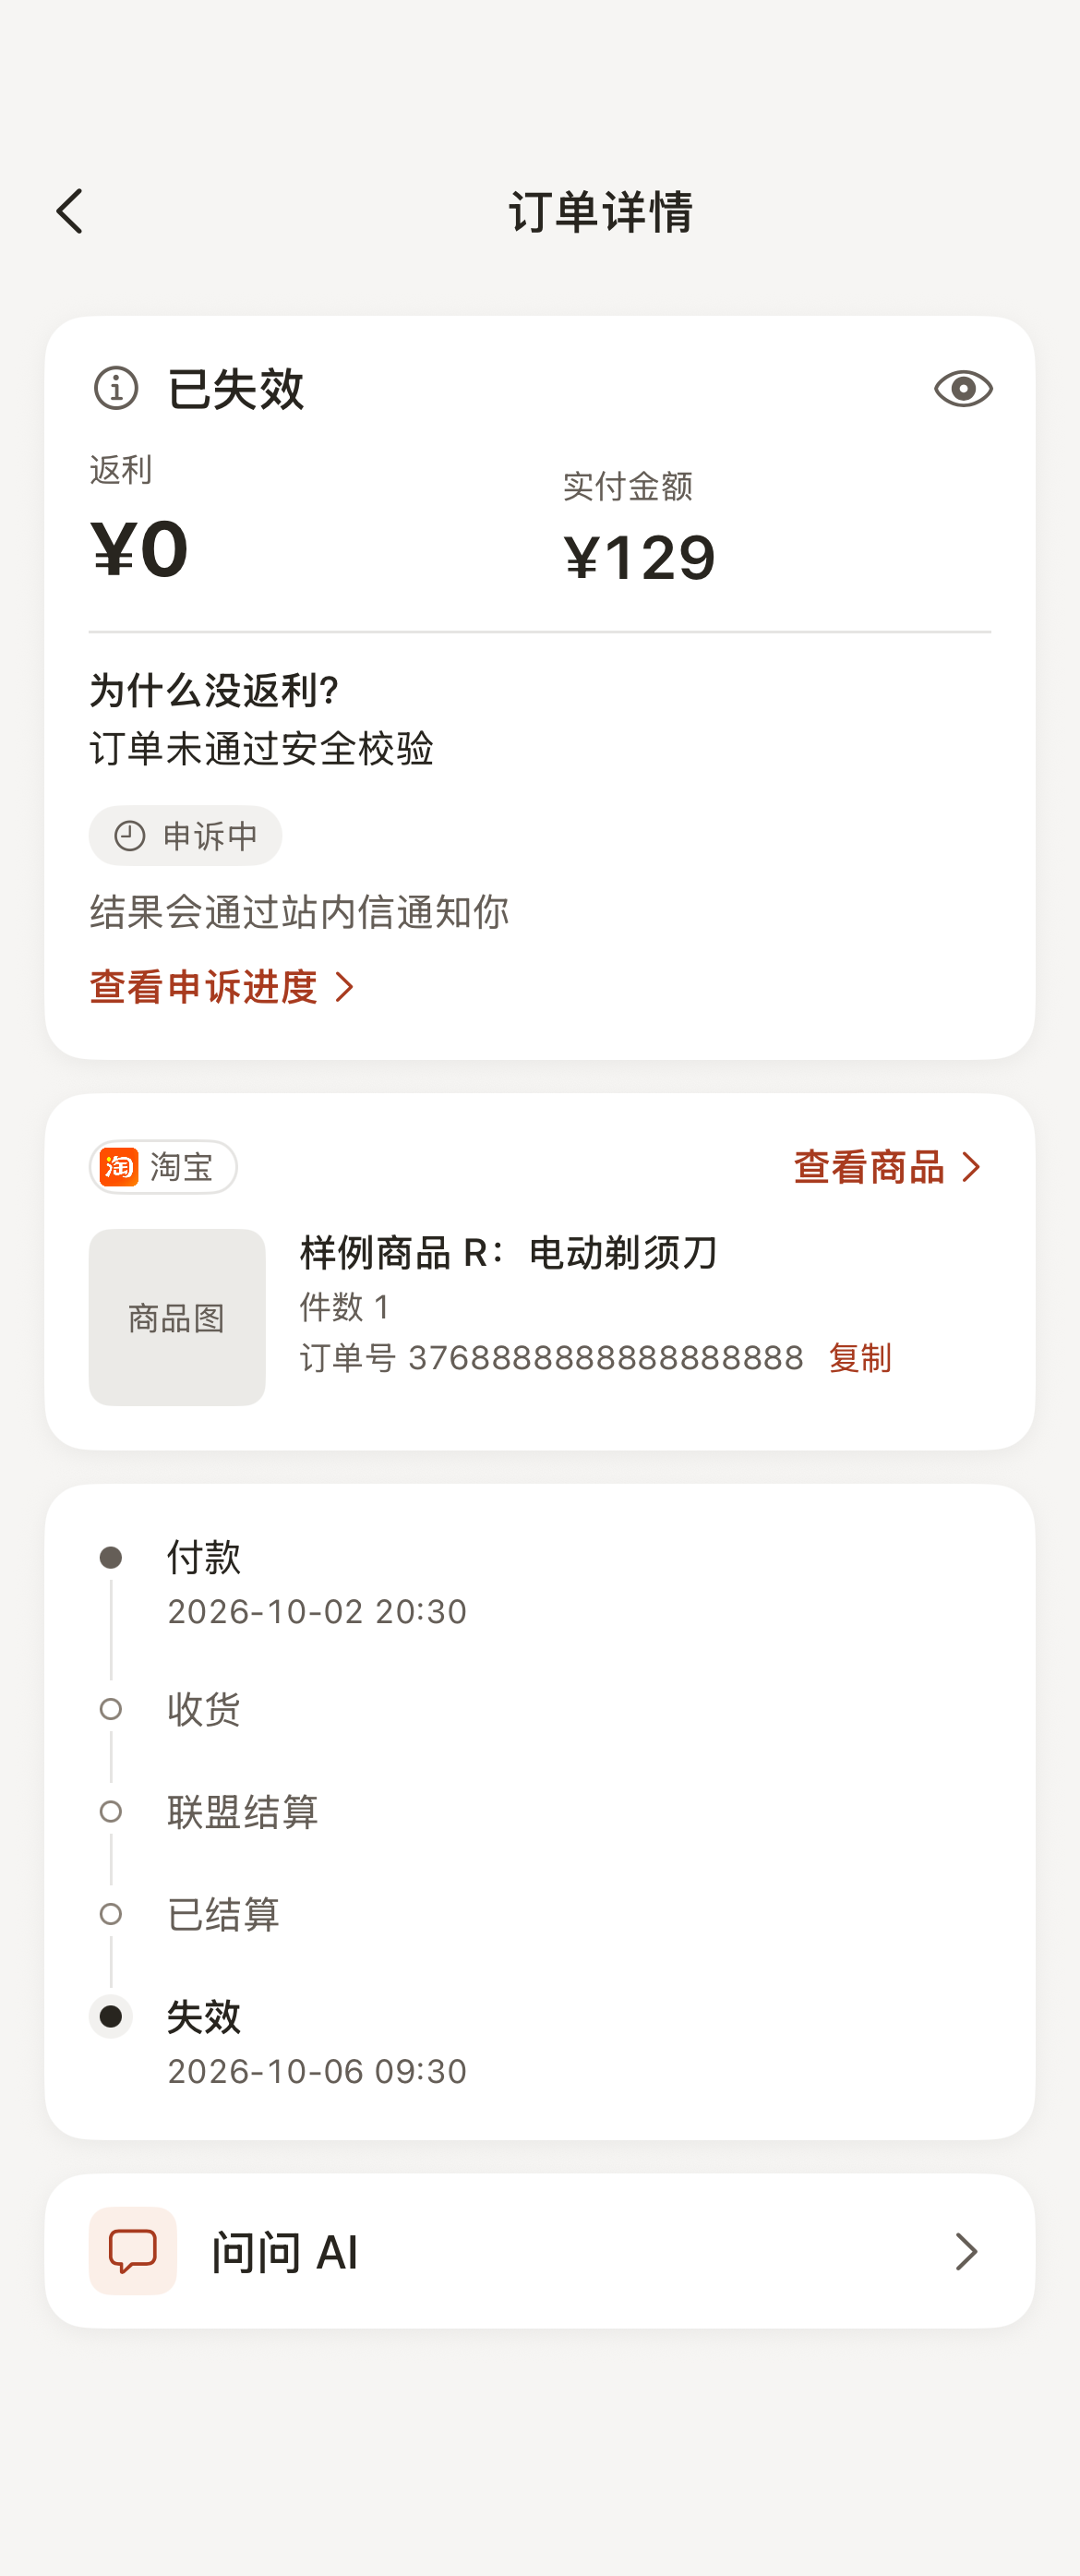 订单详情
已失效
返利
实付金额
¥0
¥129
为什么没返利?
订单未通过安全校验
申诉中
结果会通过站内信通知你
查看申诉进度
淘 淘宝
查看商品
商品图
样例商品 R：电动剃须刀
件数 1
订单号 3768888888888888888 复制
付款
2026-10-02 20:30
收货
联盟结算
已结算
失效
2026-10-06 09:30
问问 AI